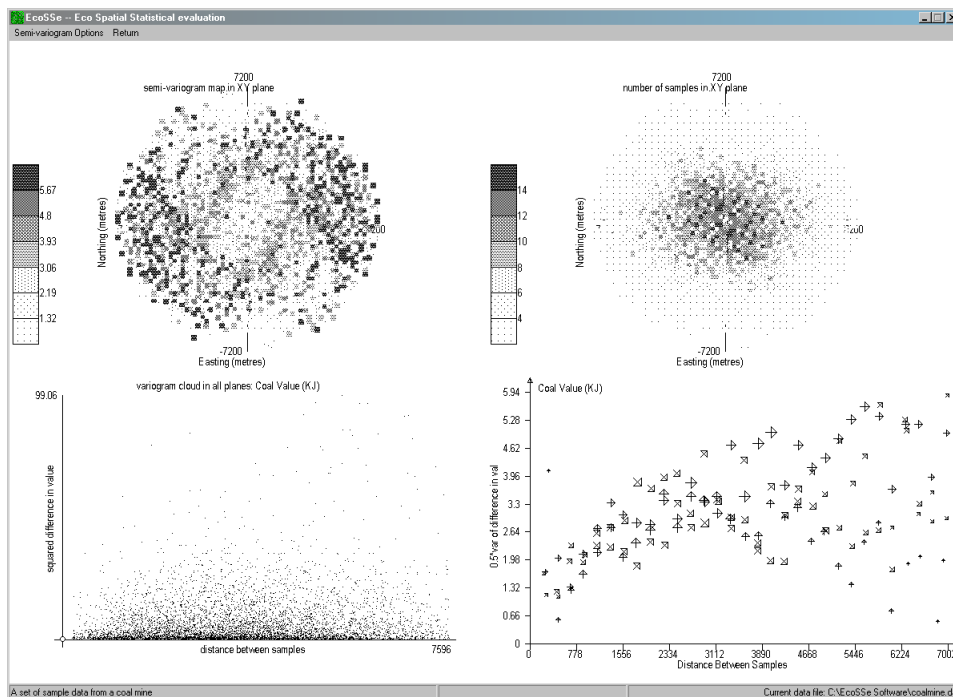 EcoSSe -- Eco Spatial Statistical evaluation
Semi-variogram Options Return
7200
semi-variogram map in XY plane
5.67
4.8
3.93
3.06
2.19
1.32
Northing (metres)
200
-7200
Easting (metres)
7200
number of samples in XY plane
14
12
10
8
6
4
Northing (metres)
200
-7200
Easting (metres)
variogram cloud in all planes: Coal Value (KJ)
99.06
squared difference in value
distance between samples
7596
Coal Value (KJ)
5.94
5.28
4.62
3.96
3.3
2.64
1.98
1.32
0.66
0
0.5*var of difference in val
0 778 1556 2334 3112 3890 4668 5446 6224 700
Distance Between Samples
A set of sample data from a coal mine
Current data file: C:\EcoSSe Software\coalmine.d